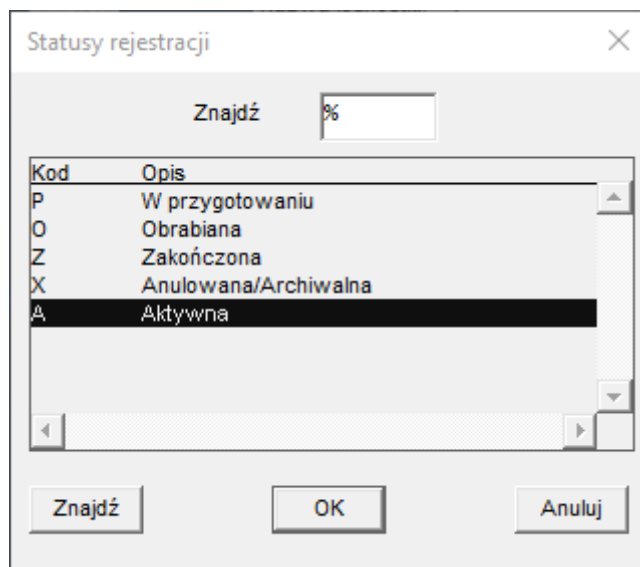 Statusy rejestracji
Znajdź %
Kod Opis
P W przygotowaniu
O Obrabiana
Z Zakończona
X Anulowana/Archiwalna
A Aktywna
Znajdź OK Anuluj